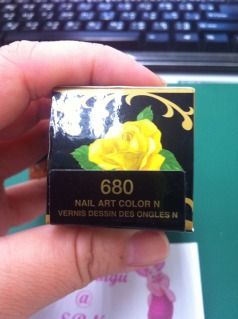 680
NAIL ART COLOR N
VERNIS DESSIN DES ONGLES N
@